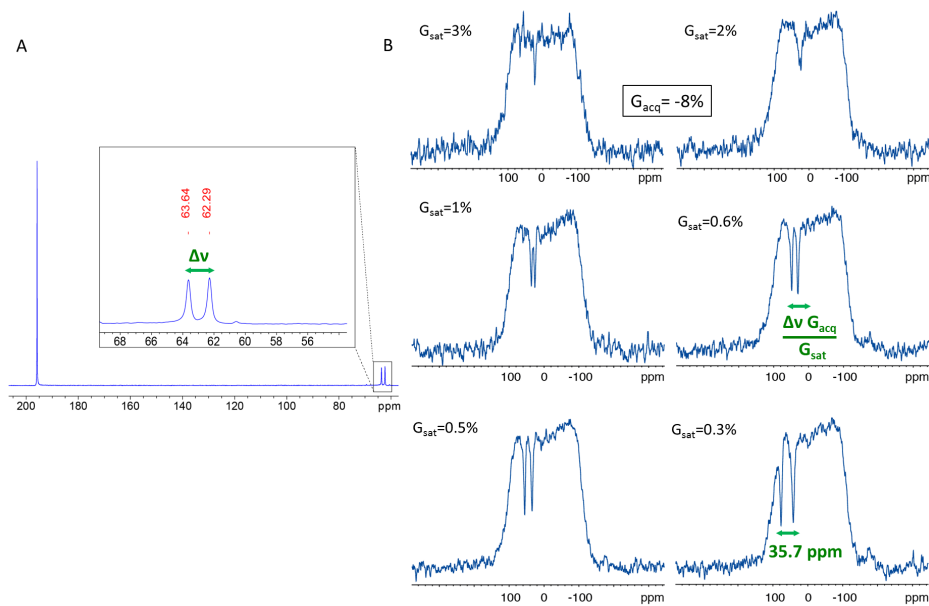 A
B
63.64
62.29
Δν
68 66 64 62 60 58 56
200 180 160 140 120 100 80 ppm
Gsat=3%
Gsat=2%
Gacq= -8%
100 0 -100 ppm
100 0 -100 ppm
Gsat=1%
Gsat=0.6%
Δν Gacq
Gsat
100 0 -100 ppm
100 0 -100 ppm
Gsat=0.5%
Gsat=0.3%
35.7 ppm
100 0 -100 ppm
100 0 -100 ppm